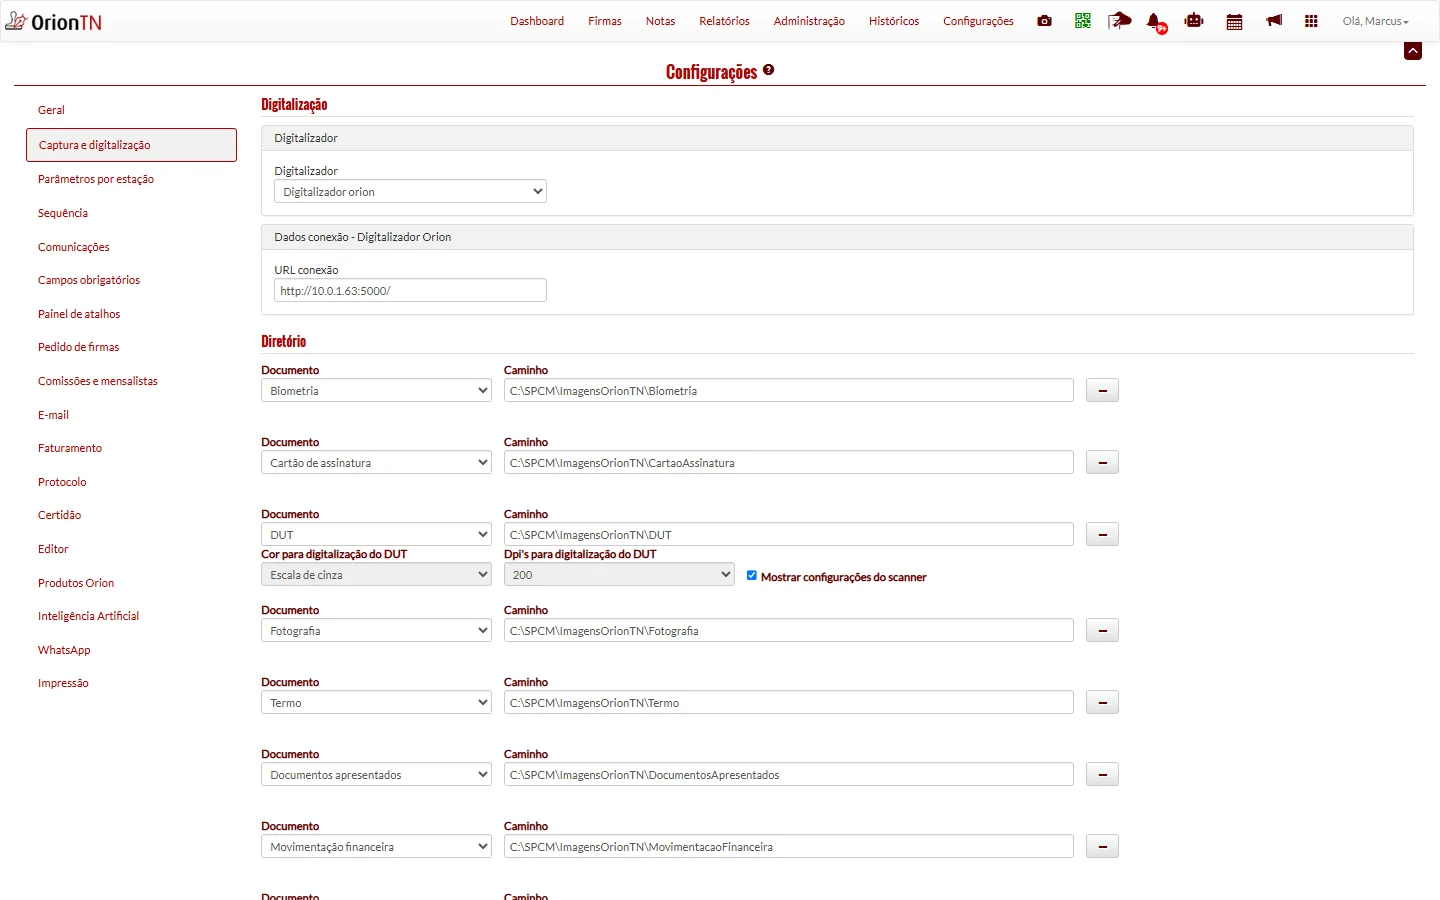 OrionTN
Dashboard Firmas Notas Relatórios Administração Históricos Configurações 9+ Olá, Marcus
Configurações ?
Geral
Captura e digitalização
Parâmetros por estação
Sequência
Comunicações
Campos obrigatórios
Painel de atalhos
Pedido de firmas
Comissões e mensalistas
E-mail
Faturamento
Protocolo
Certidão
Editor
Produtos Orion
Inteligência Artificial
WhatsApp
Impressão
Digitalização
Digitalizador
Digitalizador
Digitalizador orion
Dados conexão - Digitalizador Orion
URL conexão
http://10.0.1.63:5000/
Diretório
Documento Caminho
Biometria C:\SPCM\ImagensOrionTN\Biometria
Documento Caminho
Cartão de assinatura C:\SPCM\ImagensOrionTN\CartaoAssinatura
Documento Caminho
DUT C:\SPCM\ImagensOrionTN\DUT
Cor para digitalização do DUT Dpi's para digitalização do DUT
Escala de cinza 200 Mostrar configurações do scanner
Documento Caminho
Fotografia C:\SPCM\ImagensOrionTN\Fotografia
Documento Caminho
Termo C:\SPCM\ImagensOrionTN\Termo
Documento Caminho
Documentos apresentados C:\SPCM\ImagensOrionTN\DocumentosApresentados
Documento Caminho
Movimentação financeira C:\SPCM\ImagensOrionTN\MovimentacaoFinanceira
Documento Caminho